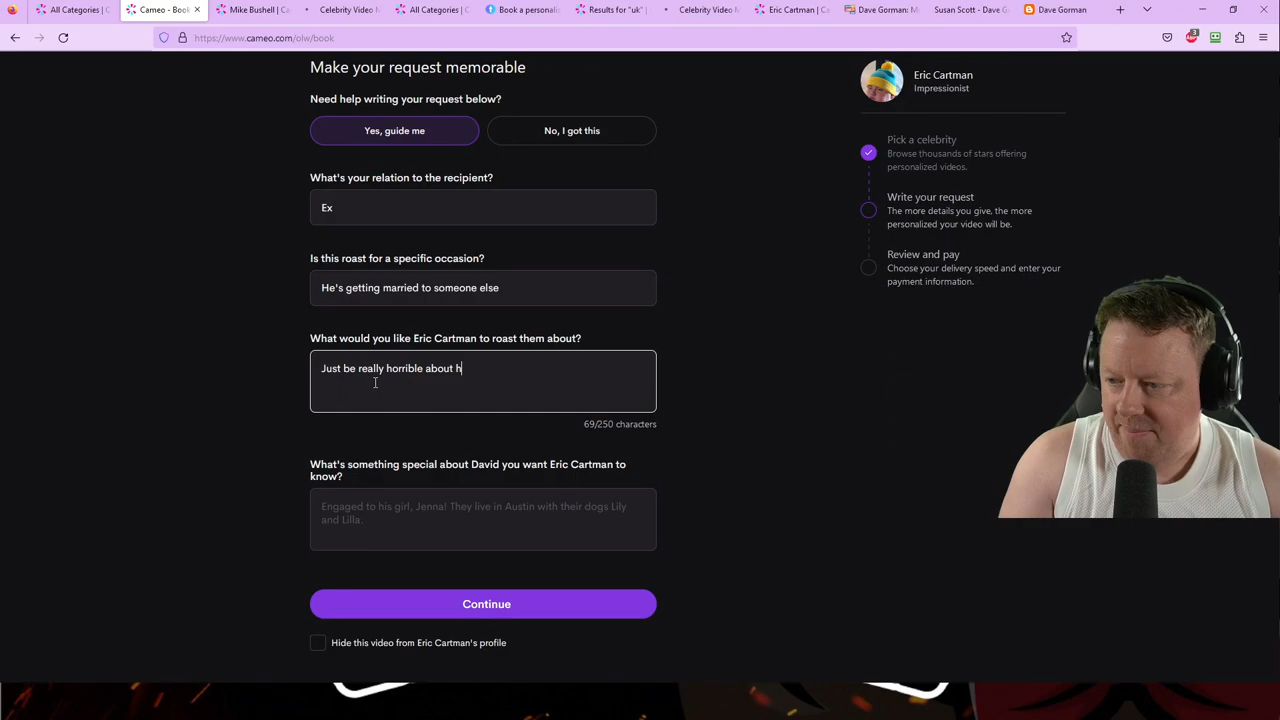 All Categories | C
Cameo - Boo
Mike Bushell | Ca
Celebrity Video M
All Categories | C
Book a personali
Results for "uk" |
Celebrity Video M
Eric Cartman | Ca
Dave Gorman: M
Susan Scott - Dave G
Dave Gorman
https://www.cameo.com/olw/book
3
Make your request memorable
Need help writing your request below?
Yes, guide me
No, I got this
What's your relation to the recipient?
Ex
Is this roast for a specific occasion?
He's getting married to someone else
What would you like Eric Cartman to roast them about?
Just be really horrible about h
69/250 characters
What's something special about David you want Eric Cartman to
know?
Engaged to his girl, Jenna! They live in Austin with their dogs Lily
and Lilla.
Continue
Hide this video from Eric Cartman's profile
Eric Cartman
Impressionist
Pick a celebrity
Browse thousands of stars offering
personalized videos.
Write your request
The more details you give, the more
personalized your video will be.
Review and pay
Choose your delivery speed and enter your
payment information.